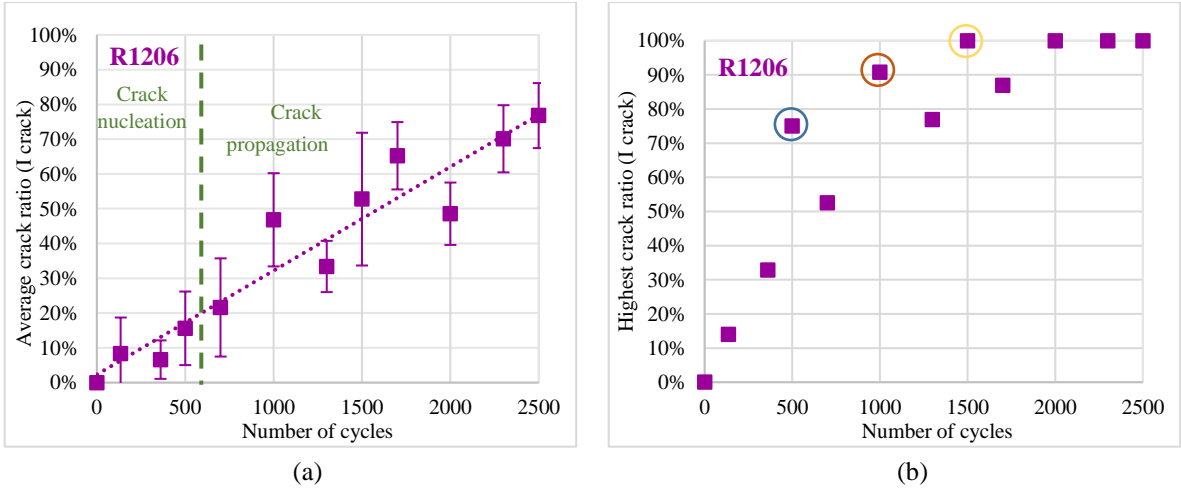 100%
90%
80%
70%
60%
50%
40%
30%
20%
10%
0%
Average crack ratio (I crack)
R1206
Crack
nucleation
Crack
propagation
0 500 1000 1500 2000 2500
Number of cycles
(a)
100%
90%
80%
70%
60%
50%
40%
30%
20%
10%
0%
Highest crack ratio (I crack)
R1206
0 500 1000 1500 2000 2500
Number of cycles
(b)